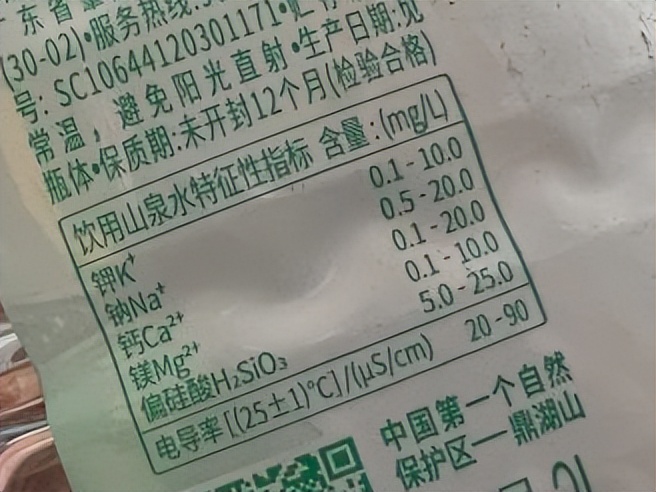 东省
(30-02)•服务热线:
号: SC10644120301171•贮存
常温，避免阳光直射•生产日期:见
瓶体•保质期:未开封12个月(检验合格)
饮用山泉水特征性指标 含量: (mg/L)
钾K⁺ 0.1-10.0
钠Na⁺ 0.5-20.0
钙Ca²⁺ 0.1-20.0
镁Mg²⁺ 0.1-10.0
偏硅酸H₂SiO₃ 5.0-25.0
电导率[(25±1)℃]/(μS/cm) 20-90
中国第一个自然
保护区—鼎湖山